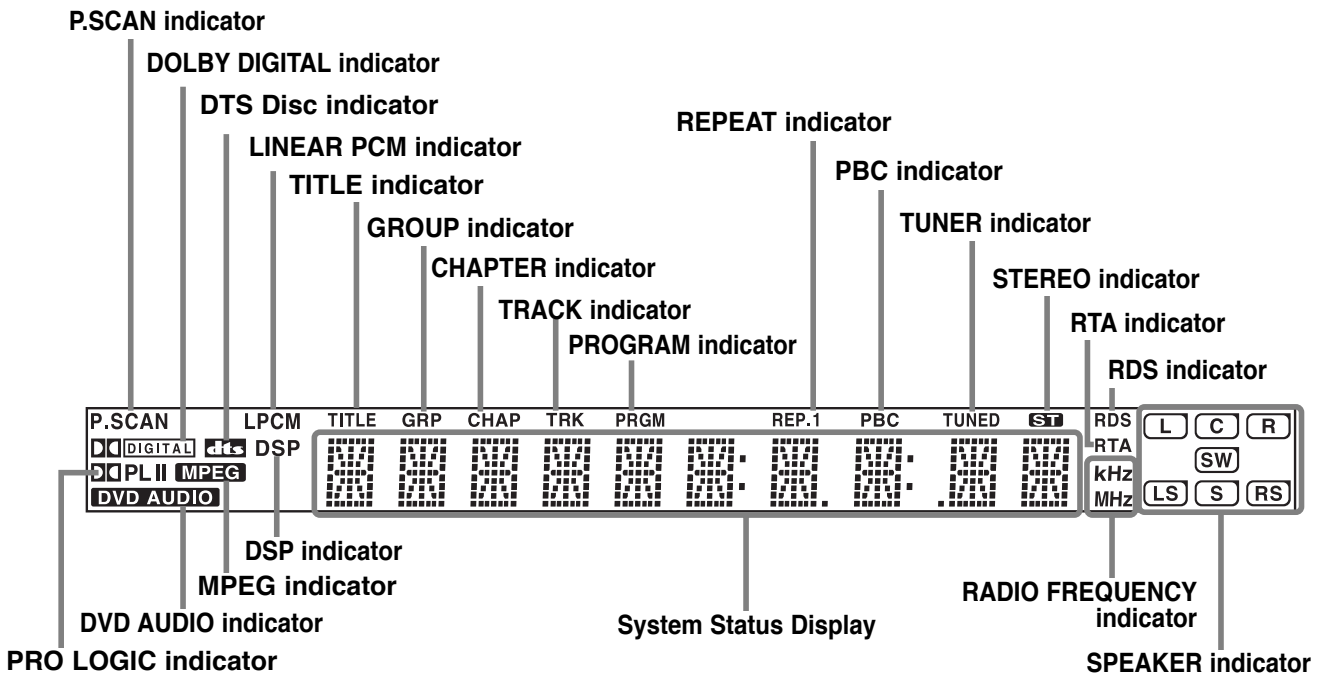 P.SCAN indicator
DOLBY DIGITAL indicator
DTS Disc indicator
LINEAR PCM indicator
TITLE indicator
GROUP indicator
CHAPTER indicator
TRACK indicator
PROGRAM indicator
REPEAT indicator
PBC indicator
TUNER indicator
STEREO indicator
RTA indicator
RDS indicator
P.SCAN LPCM TITLE GRP CHAP TRK PRGM REP.1 PBC TUNED ST RDS
DIGITAL dts DSP RTA
PL II MPEG kHz
DVD AUDIO MHz
L C R
SW
LS S RS
DSP indicator
MPEG indicator
DVD AUDIO indicator
PRO LOGIC indicator
System Status Display
RADIO FREQUENCY
indicator
SPEAKER indicator